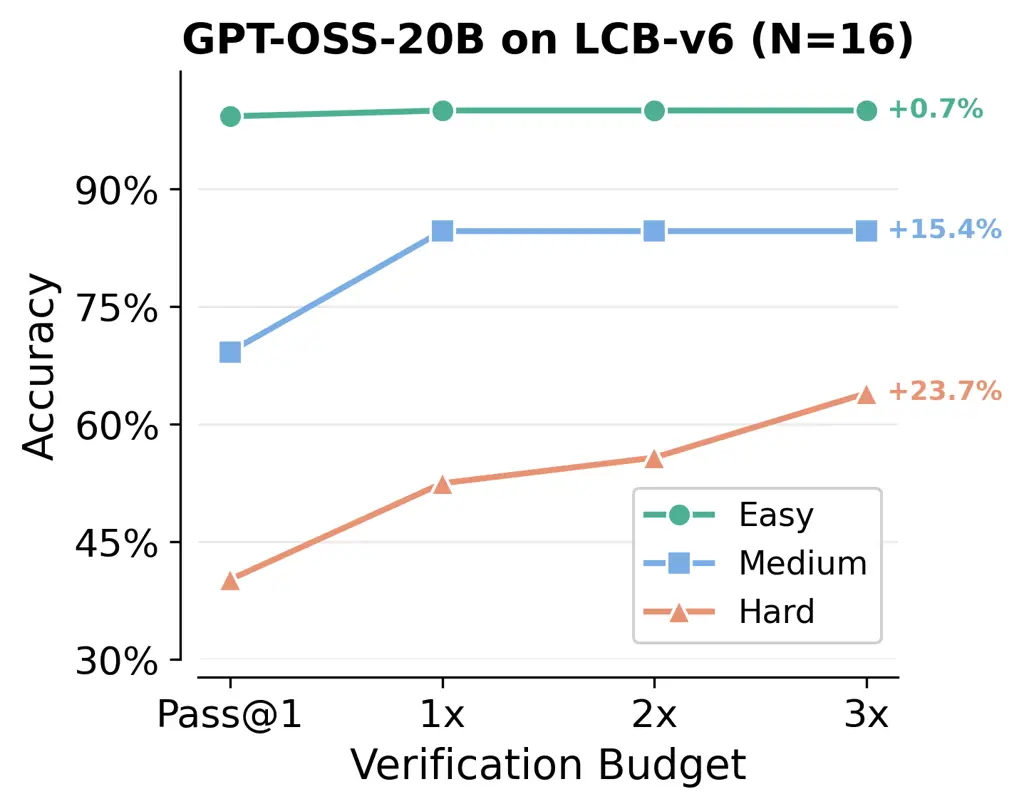 GPT-OSS-20B on LCB-v6 (N=16)
+0.7%
90%
+15.4%
75%
+23.7%
60%
45%
30%
Accuracy
Easy
Medium
Hard
Pass@1
1x
2x
3x
Verification Budget